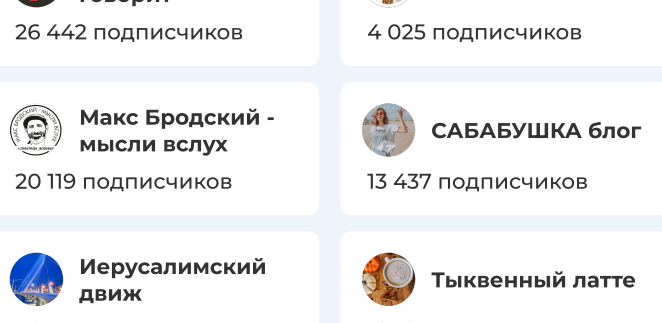 26 442 подписчиков
4 025 подписчиков
Макс Бродский -
мысли вслух
20 119 подписчиков
САБАБУШКА блог
13 437 подписчиков
Иерусалимский
движ
Тыквенный латте